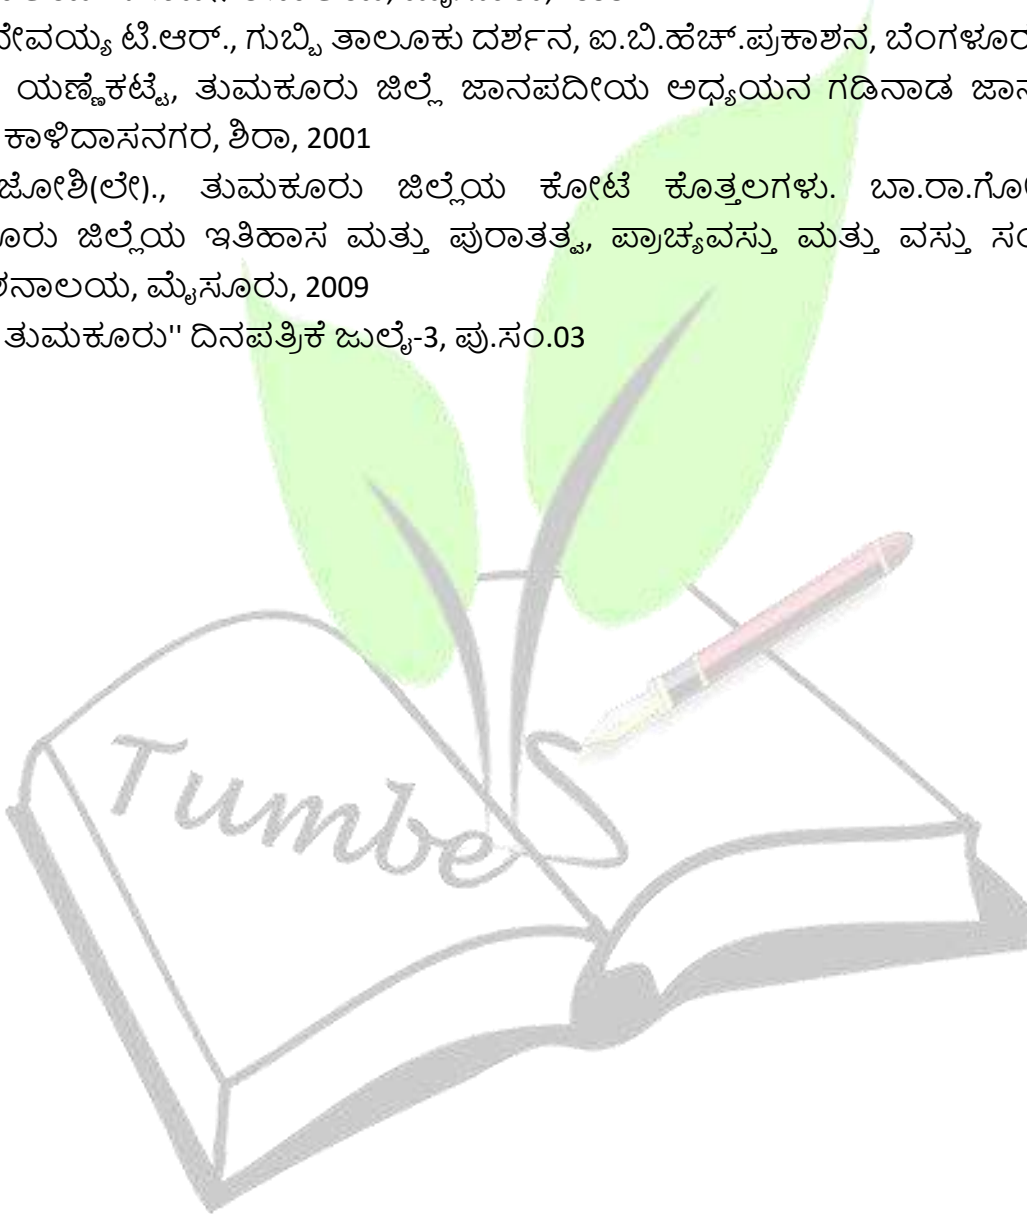 ದೇವಯ್ಯ ಟಿ.ಆರ್., ಗುಬ್ಬಿ ತಾಲೂಕು ದರ್ಶನ, ಐ.ಬಿ.ಹೆಚ್.ಪ್ರಕಾಶನ, ಬೆಂಗಳೂರ
ಯಣ್ಣೆಕಟ್ಟೆ, ತುಮಕೂರು ಜಿಲ್ಲೆ ಜಾನಪದೀಯ ಅಧ್ಯಯನ ಗಡಿನಾಡ ಜಾನ
ಕಾಳಿದಾಸನಗರ, ಶಿರಾ, 2001
ಜೋಶಿ(ಲೇ)., ತುಮಕೂರು ಜಿಲ್ಲೆಯ ಕೋಟೆ ಕೊತ್ತಲಗಳು. ಬಾ.ರಾ.ಗೋ
ೂರು ಜಿಲ್ಲೆಯ ಇತಿಹಾಸ ಮತ್ತು ಪುರಾತತ್ವ, ಪ್ರಾಚ್ಯವಸ್ತು ಮತ್ತು ವಸ್ತು ಸಂ
ಶನಾಲಯ, ಮೈಸೂರು, 2009
ತುಮಕೂರು" ದಿನಪತ್ರಿಕೆ ಜುಲೈ-3, ಪು.ಸಂ.03
Tumbe